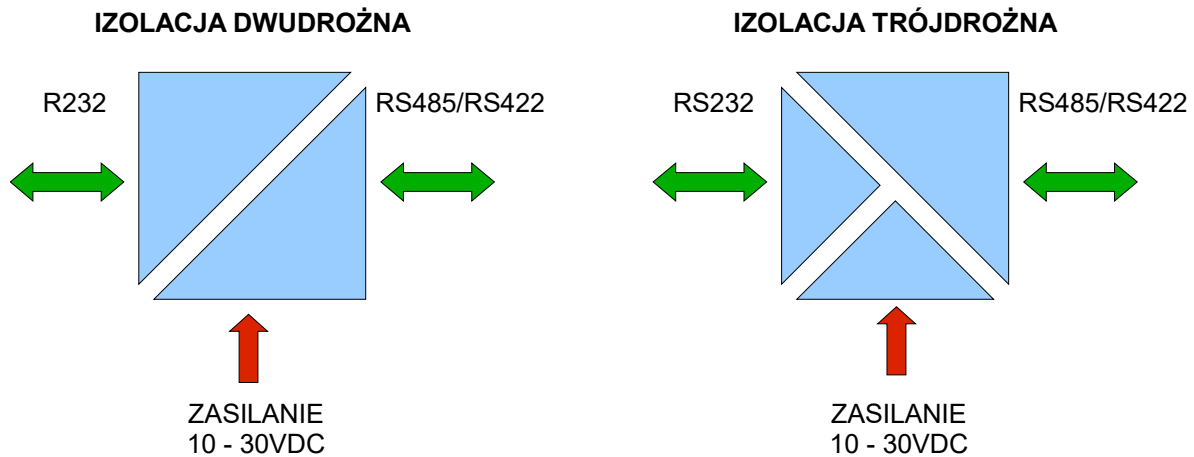 IZOLACJA DWUDROŻNA
R232
RS485/RS422
ZASILANIE
10 - 30VDC
IZOLACJA TRÓJDROŻNA
RS232
RS485/RS422
ZASILANIE
10 - 30VDC